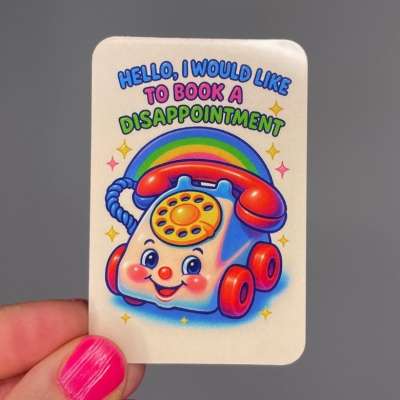 HELLO, I WOULD LIKE
TO BOOK A
DISAPPOINTMENT